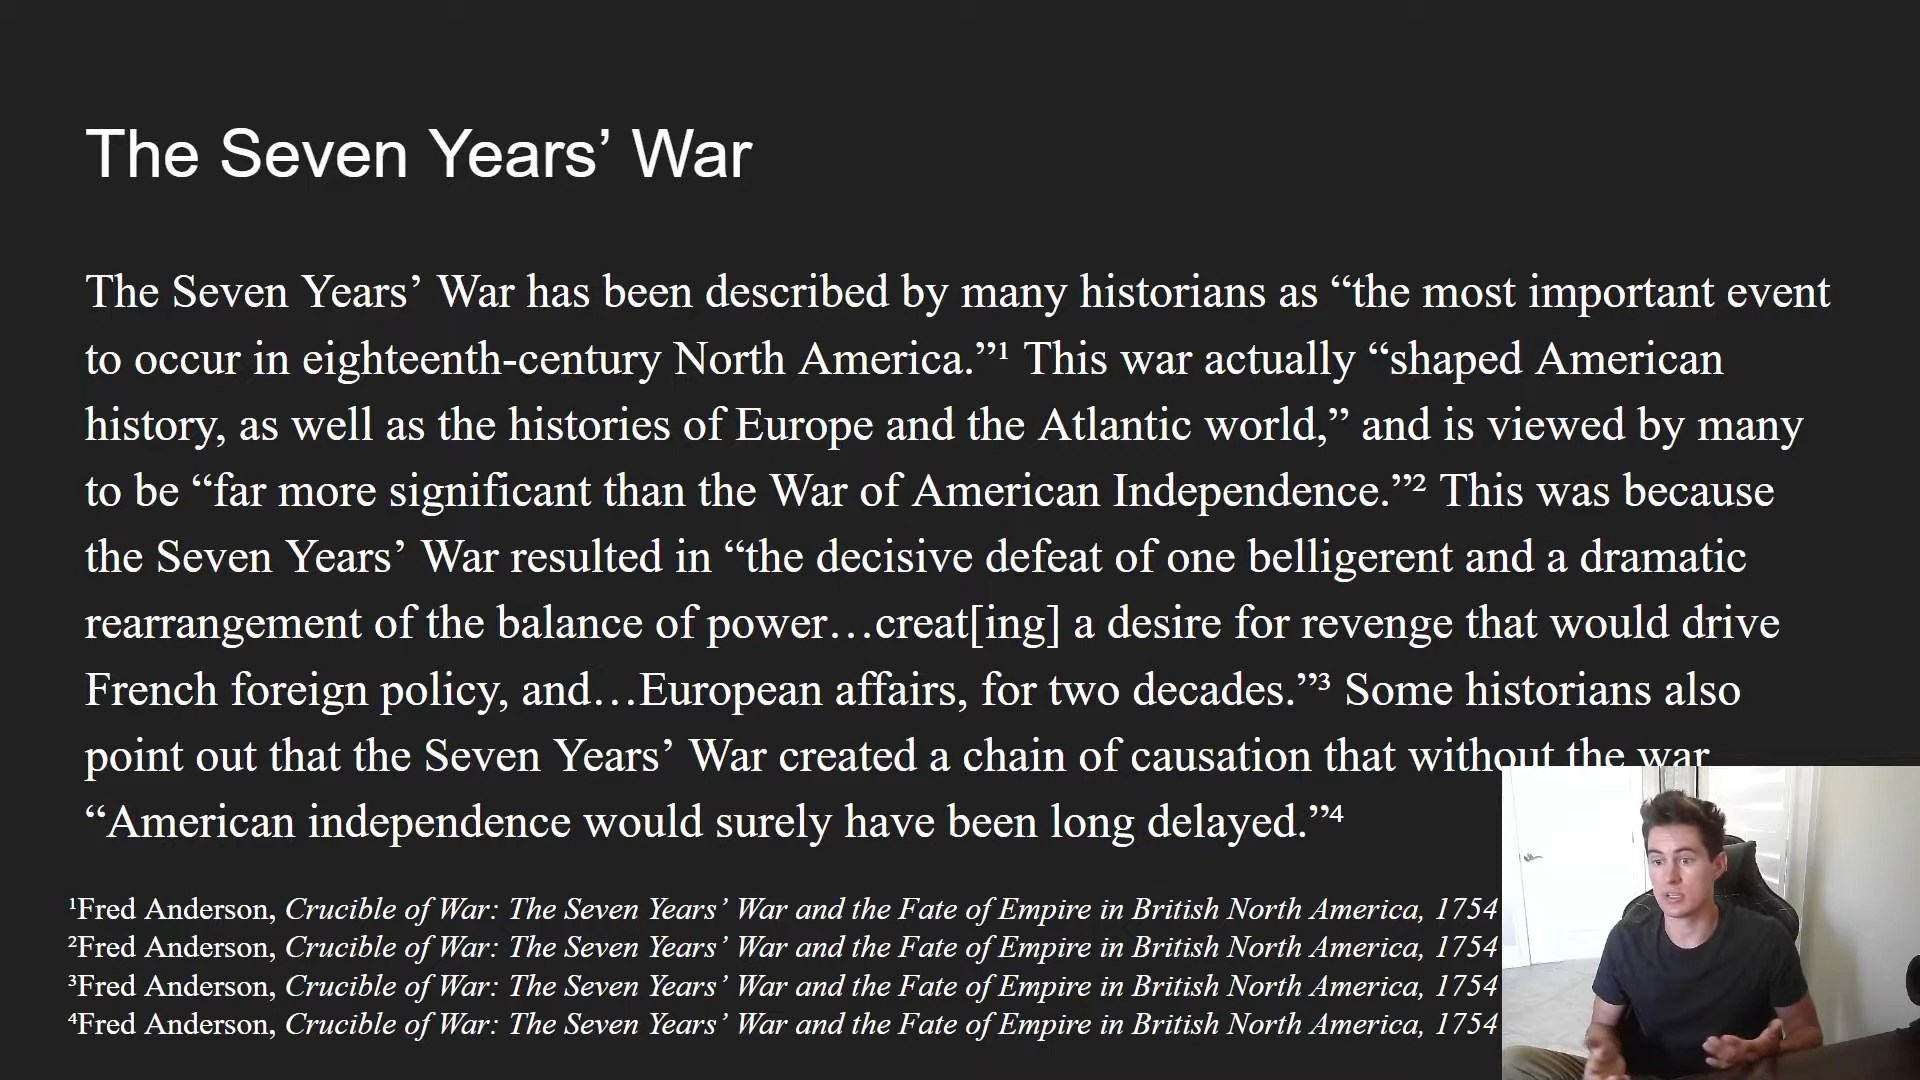 The Seven Years’ War
The Seven Years’ War has been described by many historians as “the most important event
to occur in eighteenth-century North America.”¹ This war actually “shaped American
history, as well as the histories of Europe and the Atlantic world,” and is viewed by many
to be “far more significant than the War of American Independence.”² This was because
the Seven Years’ War resulted in “the decisive defeat of one belligerent and a dramatic
rearrangement of the balance of power…creat[ing] a desire for revenge that would drive
French foreign policy, and…European affairs, for two decades.”³ Some historians also
point out that the Seven Years’ War created a chain of causation that without the war
“American independence would surely have been long delayed.”⁴
¹Fred Anderson, Crucible of War: The Seven Years’ War and the Fate of Empire in British North America, 1754
²Fred Anderson, Crucible of War: The Seven Years’ War and the Fate of Empire in British North America, 1754
³Fred Anderson, Crucible of War: The Seven Years’ War and the Fate of Empire in British North America, 1754
⁴Fred Anderson, Crucible of War: The Seven Years’ War and the Fate of Empire in British North America, 1754